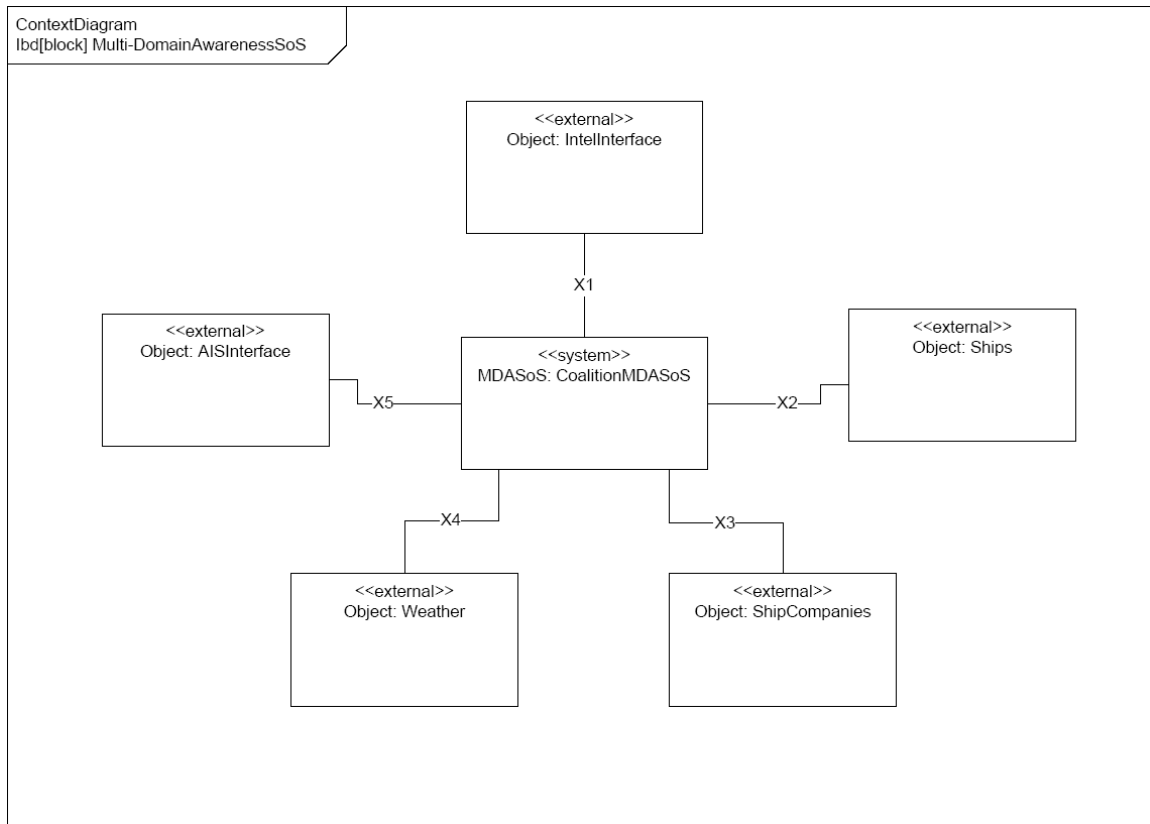 ContextDiagram
Ibd[block] Multi-DomainAwarenessSoS
<<external>>
Object: IntelInterface
X1
<<external>>
Object: AISInterface
<<system>>
MDASoS: CoalitionMDASoS
<<external>>
Object: Ships
X5
X2
X4
X3
<<external>>
Object: Weather
<<external>>
Object: ShipCompanies